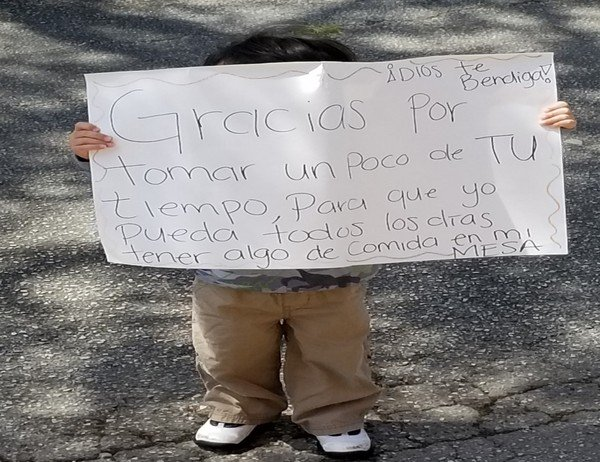 ¡Dios te
Bendiga!
Gracias Por
tomar un poco de TU
tiempo, Para que yo
pueda todos los dias
tener algo de comida en mi
MESA